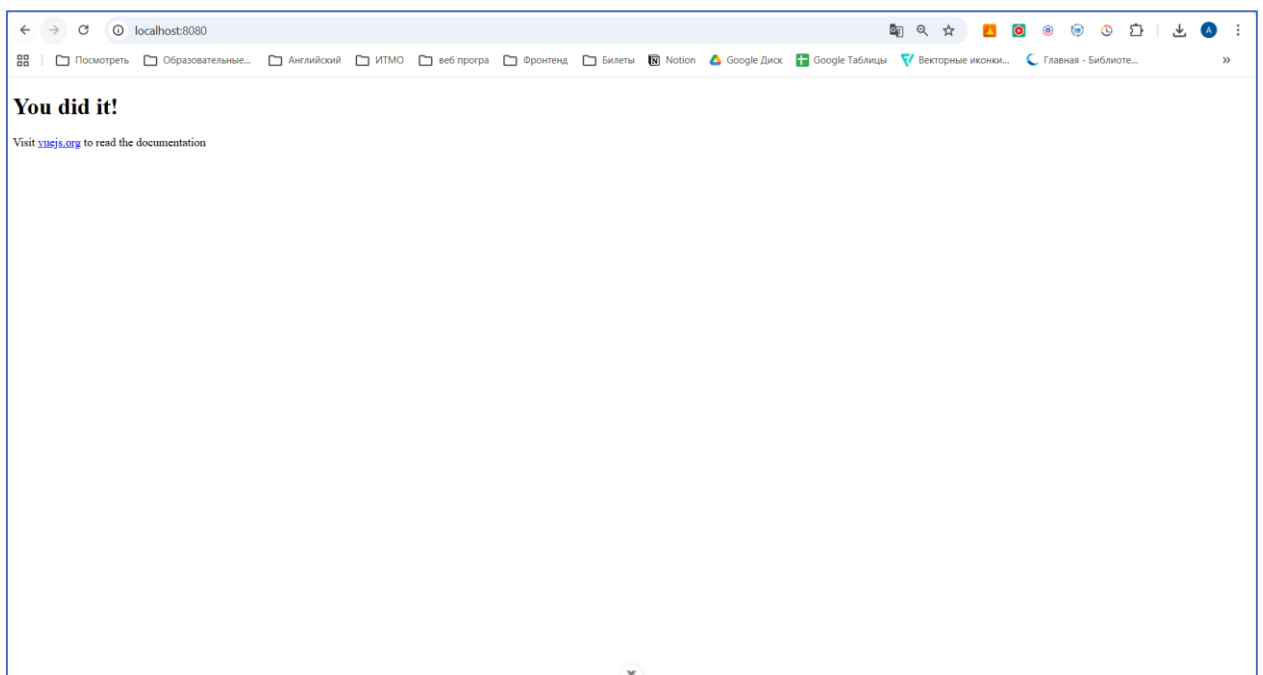 localhost:8080
Посмотреть Образовательные... Английский ИТМО веб програ Фронтенд Билеты Notion Google Диск Google Таблицы Векторные иконки... Главная - Библиоте...
You did it!
Visit vuejs.org to read the documentation